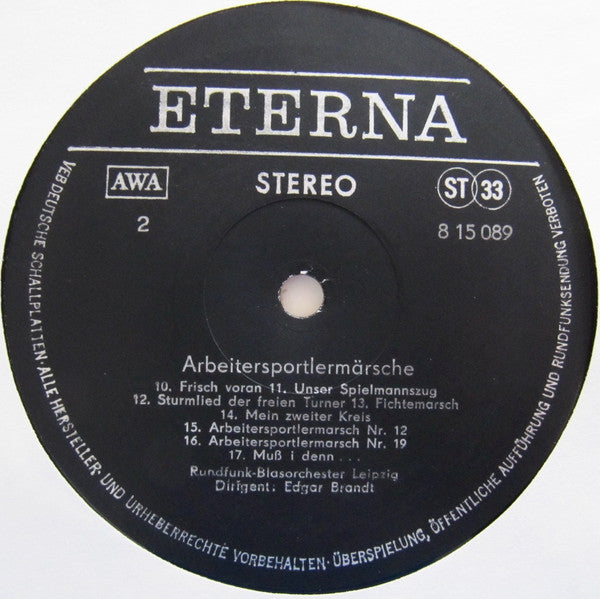 ETERNA
AWA
STEREO
ST 33
2
8 15 089
Arbeitersportlermärsche
10. Frisch voran 11. Unser Spielmannszug
12. Sturmlied der freien Turner 13. Fichtemarsch
14. Mein zweiter Kreis
15. Arbeitersportlermarsch Nr. 12
16. Arbeitersportlermarsch Nr. 19
17. Muß i denn . . .
Rundfunk-Blasorchester Leipzig
Dirigent: Edgar Brandt
VEB DEUTSCHE SCHALLPLATTEN · ALLE HERSTELLER- UND URHEBERRECHTE VORBEHALTEN · ÜBERSPIELUNG, ÖFFENTLICHE AUFFÜHRUNG UND RUNDFUNKSENDUNG VERBOTEN